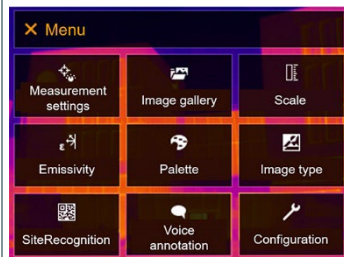 Menu
Measurement
settings
Image gallery
Scale
ε
Emissivity
Palette
Image type
SiteRecognition
Voice
annotation
Configuration